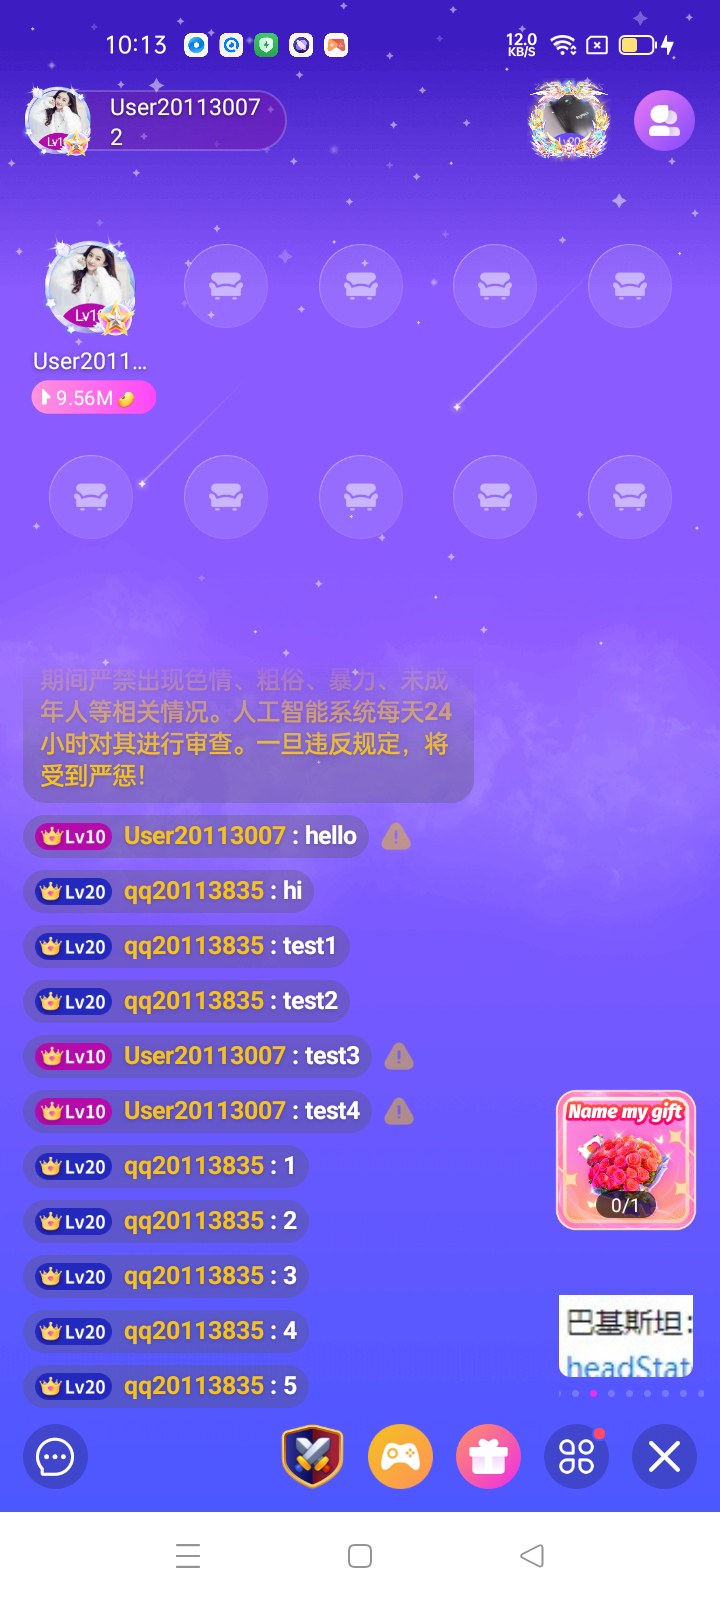 10:13
12.0
KB/S
User20113007
2
Lv1
Lv20
Lv1
User2011...
9.56M
期间严禁出现色情、粗俗、暴力、未成
年人等相关情况。人工智能系统每天24
小时对其进行审查。一旦违反规定，将
受到严惩！
Lv10 User20113007 : hello
Lv20 qq20113835 : hi
Lv20 qq20113835 : test1
Lv20 qq20113835 : test2
Lv10 User20113007 : test3
Lv10 User20113007 : test4
Lv20 qq20113835 : 1
Lv20 qq20113835 : 2
Lv20 qq20113835 : 3
Lv20 qq20113835 : 4
Lv20 qq20113835 : 5
Name my gift
0/1
巴基斯坦:
headStat